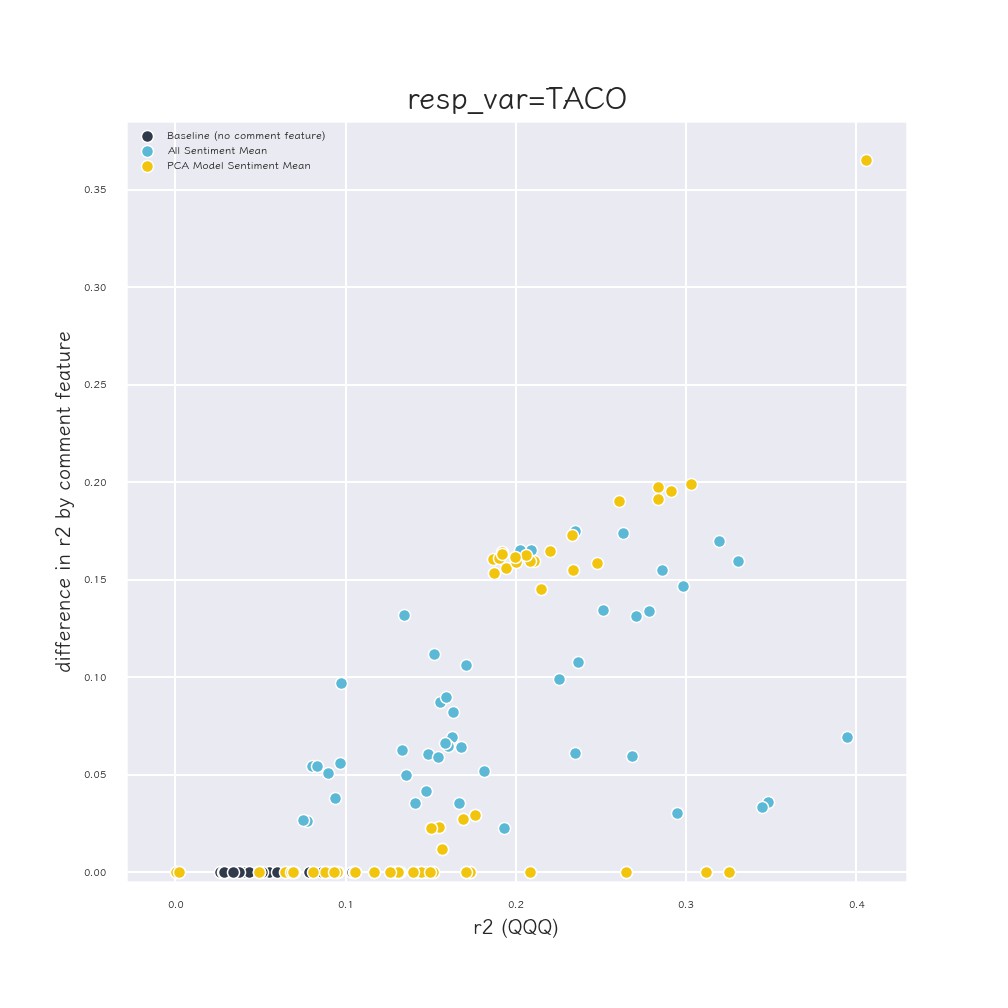 resp_var=TACO
Baseline (no comment feature)
All Sentiment Mean
PCA Model Sentiment Mean
0.35
0.30
0.25
0.20
0.15
0.10
0.05
0.00
difference in r2 by comment feature
0.0 0.1 0.2 0.3 0.4
r2 (QQQ)